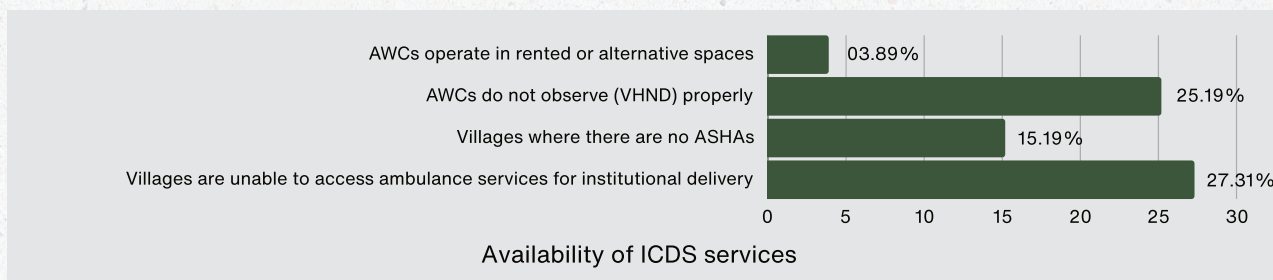 AWCs operate in rented or alternative spaces 03.89%
AWCs do not observe (VHND) properly 25.19%
Villages where there are no ASHAs 15.19%
Villages are unable to access ambulance services for institutional delivery 27.31%
0 5 10 15 20 25 30
Availability of ICDS services